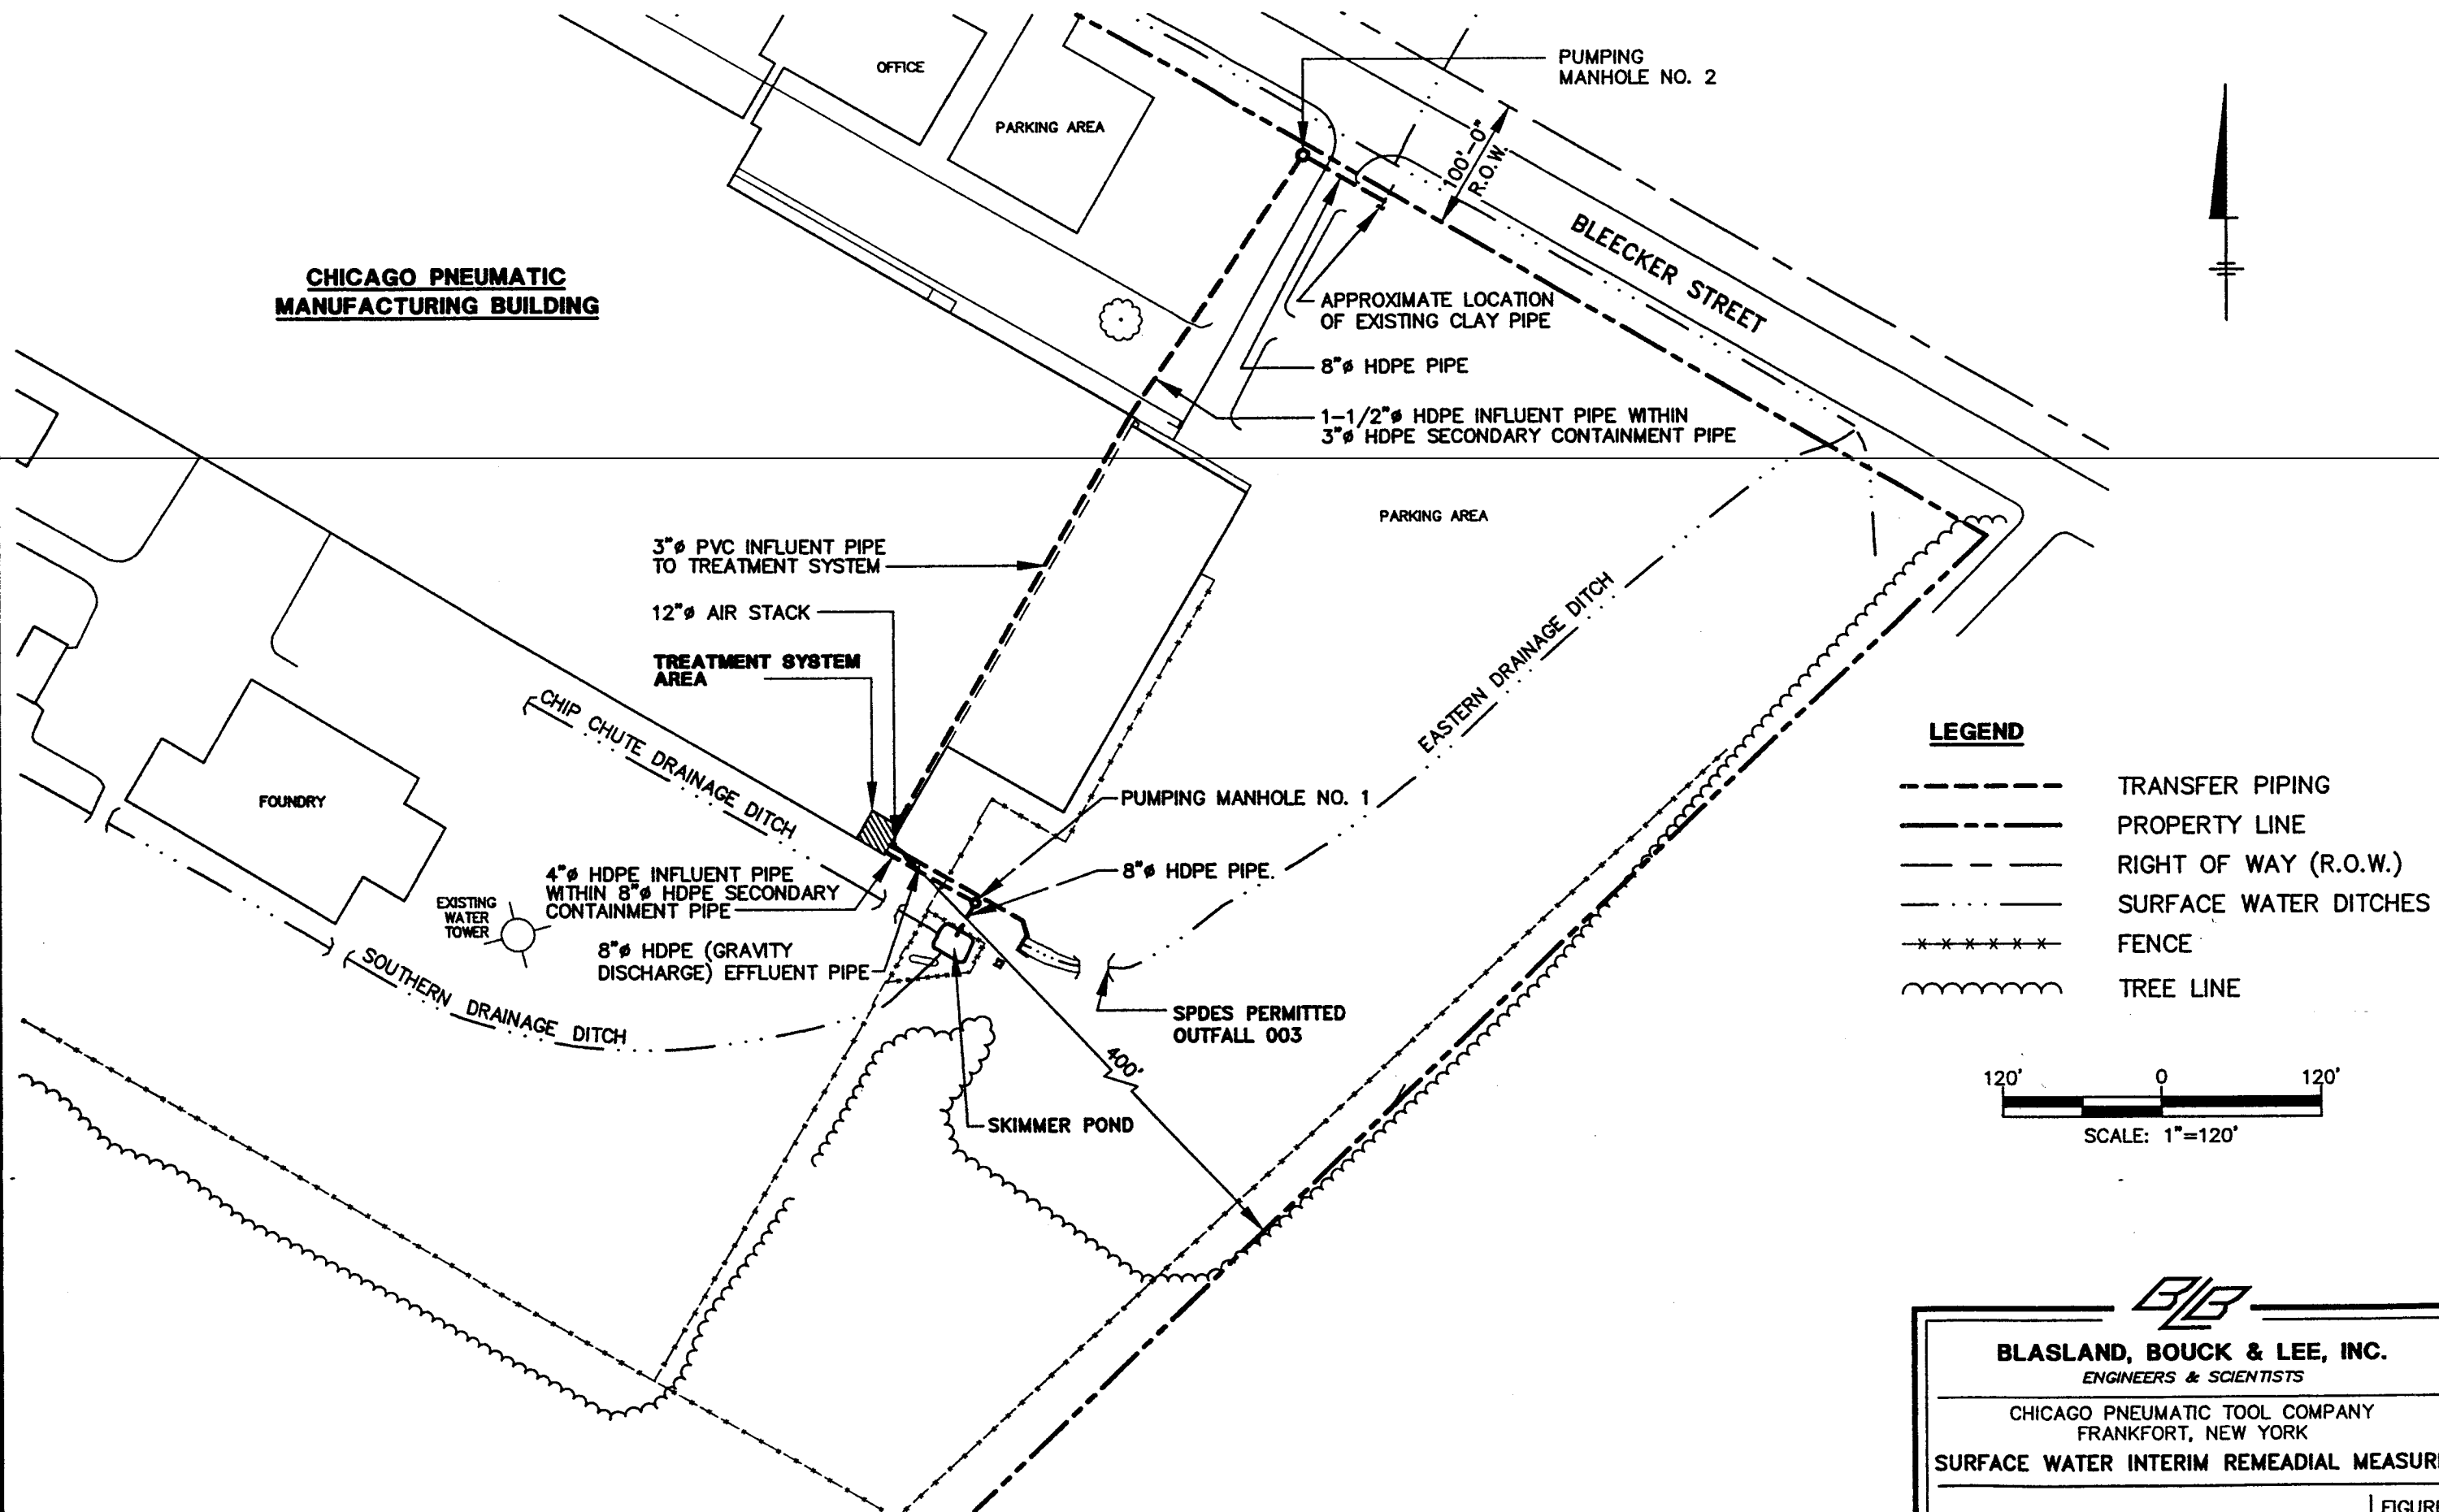 OFFICE
PARKING AREA
PUMPING
MANHOLE NO. 2
100'-0"
R.O.W.
BLEECKER STREET
CHICAGO PNEUMATIC
MANUFACTURING BUILDING
APPROXIMATE LOCATION
OF EXISTING CLAY PIPE
8"ø HDPE PIPE
1-1/2"ø HDPE INFLUENT PIPE WITHIN
3"ø HDPE SECONDARY CONTAINMENT PIPE
PARKING AREA
3"ø PVC INFLUENT PIPE
TO TREATMENT SYSTEM
12"ø AIR STACK
TREATMENT SYSTEM
AREA
CHIP CHUTE DRAINAGE DITCH
EASTERN DRAINAGE DITCH
FOUNDRY
PUMPING MANHOLE NO. 1
8"ø HDPE PIPE.
4"ø HDPE INFLUENT PIPE
WITHIN 8"ø HDPE SECONDARY
CONTAINMENT PIPE
EXISTING
WATER
TOWER
8"ø HDPE (GRAVITY
DISCHARGE) EFFLUENT PIPE
SOUTHERN DRAINAGE DITCH
SPDES PERMITTED
OUTFALL 003
400'
SKIMMER POND
LEGEND
TRANSFER PIPING
PROPERTY LINE
RIGHT OF WAY (R.O.W.)
SURFACE WATER DITCHES
FENCE
TREE LINE
120' 0 120'
SCALE: 1"=120'
BLASLAND, BOUCK & LEE, INC.
ENGINEERS & SCIENTISTS
CHICAGO PNEUMATIC TOOL COMPANY
FRANKFORT, NEW YORK
SURFACE WATER INTERIM REMEADIAL MEASUR
FIGURE